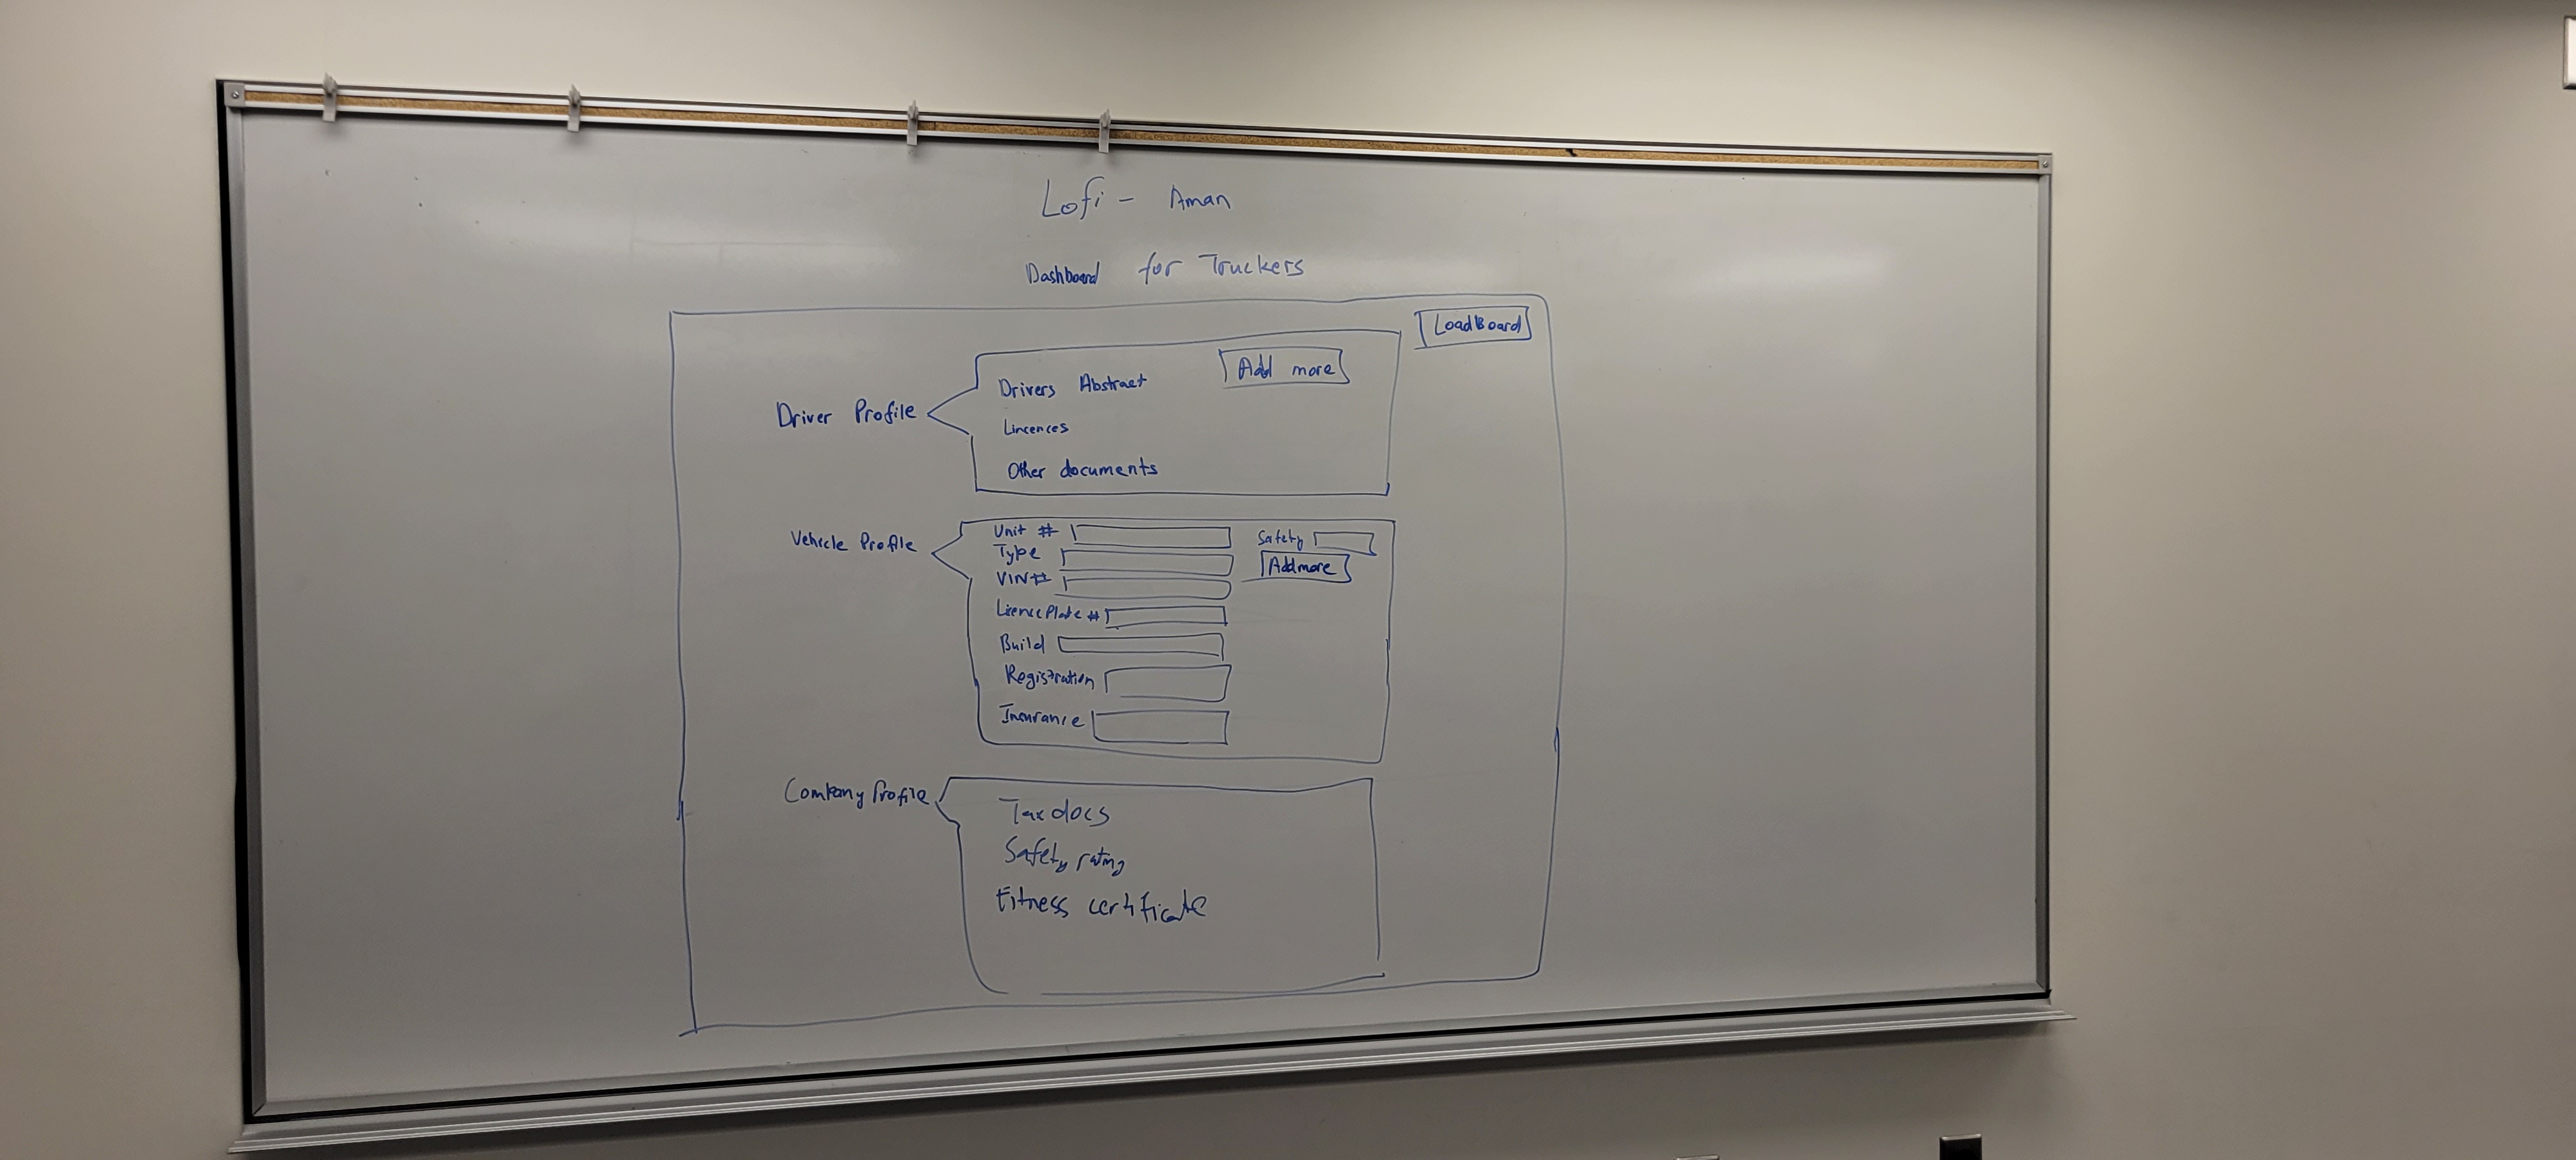 Lofi - Aman
Dashboard for Truckers
LoadBoard
Driver Profile
Drivers Abstract
Add more
Lincences
Other documents
Vehicle Profile
Unit #
Safety
Type
Add more
VIN#
Licence Plate #
Build
Registration
Insurance
Company Profile
Tax docs
Safety rating
Fitness certificate